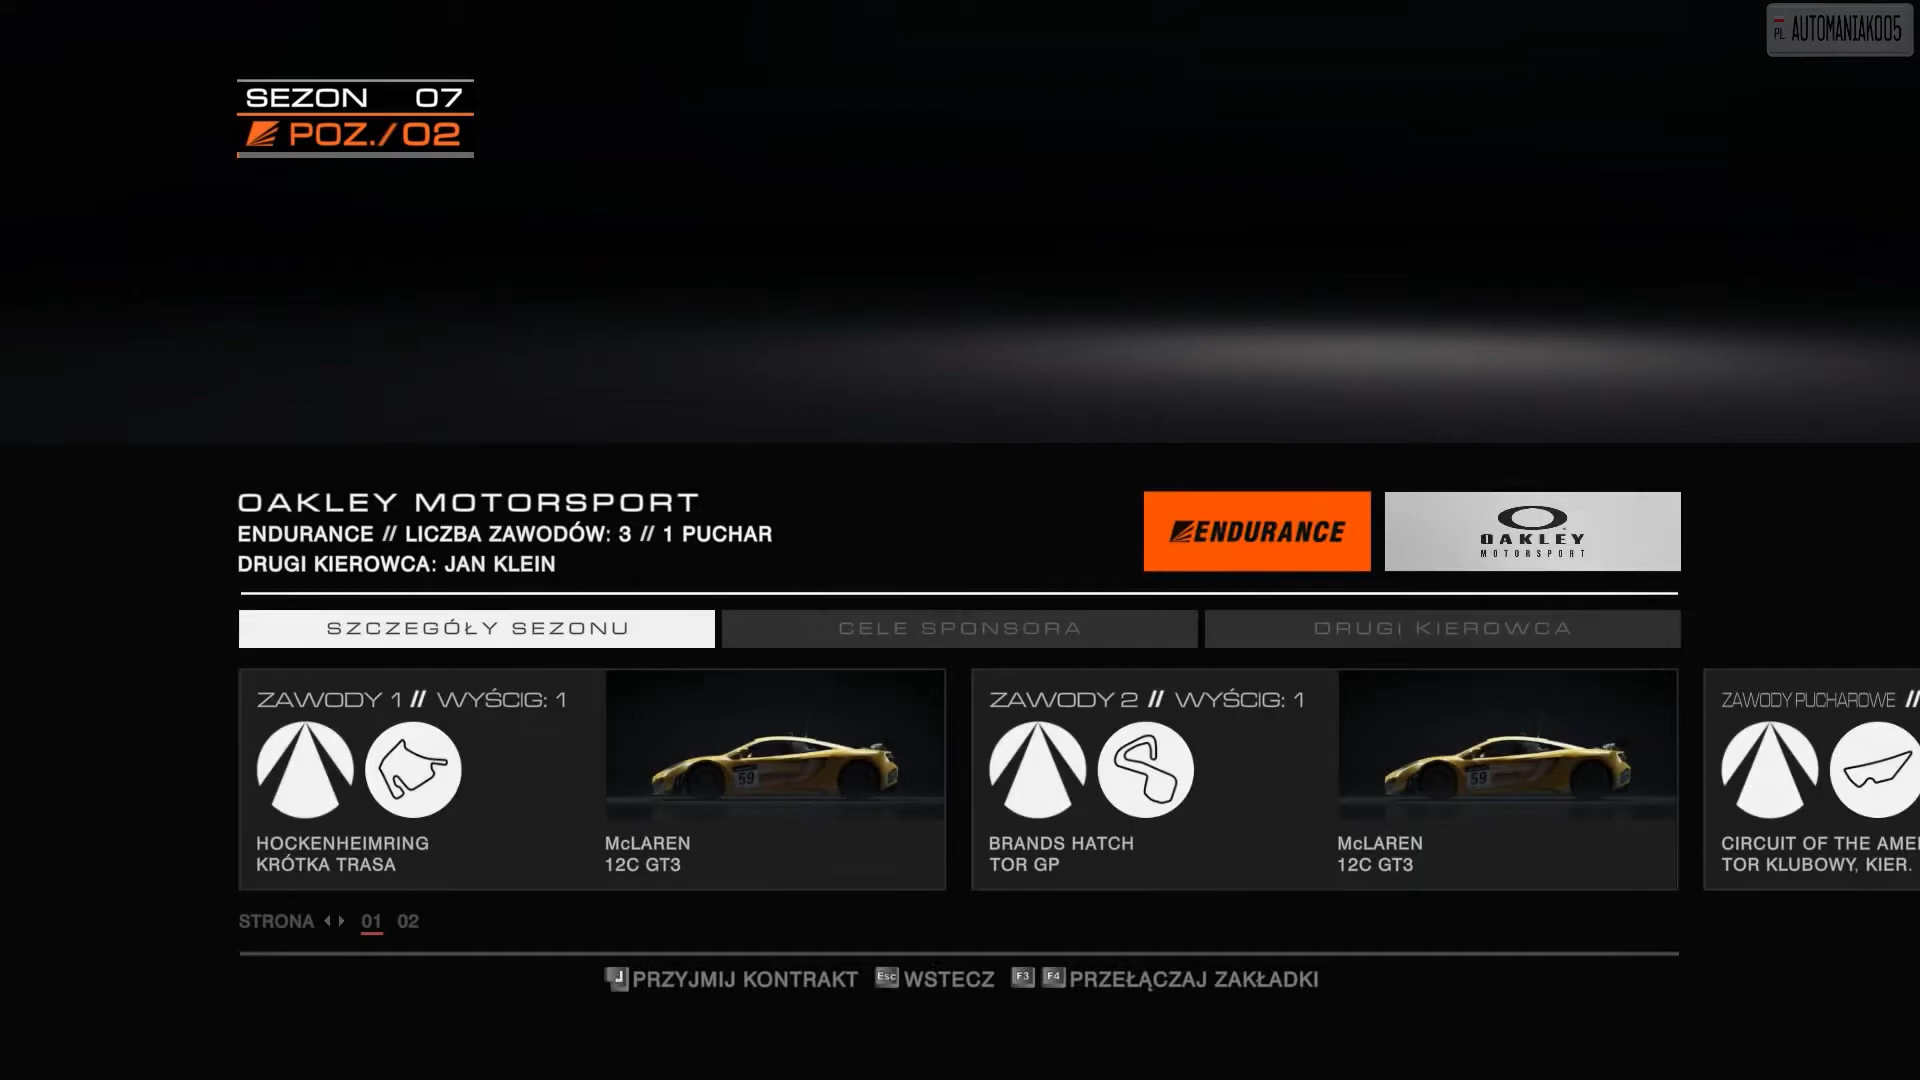 PL AUTOMANIAK005
SEZON 07
POZ./02
OAKLEY MOTORSPORT
ENDURANCE // LICZBA ZAWODÓW: 3 // 1 PUCHAR
DRUGI KIEROWCA: JAN KLEIN
ENDURANCE
OAKLEY
MOTORSPORT
SZCZEGÓŁY SEZONU
CELE SPONSORA
DRUGI KIEROWCA
ZAWODY 1 // WYŚCIG: 1
59
HOCKENHEIMRING
KRÓTKA TRASA
McLAREN
12C GT3
ZAWODY 2 // WYŚCIG: 1
59
BRANDS HATCH
TOR GP
McLAREN
12C GT3
ZAWODY PUCHAROWE //
CIRCUIT OF THE AME
TOR KLUBOWY, KIER.
STRONA 01 02
PRZYJMIJ KONTRAKT Esc WSTECZ F3 F4 PRZEŁĄCZAJ ZAKŁADKI